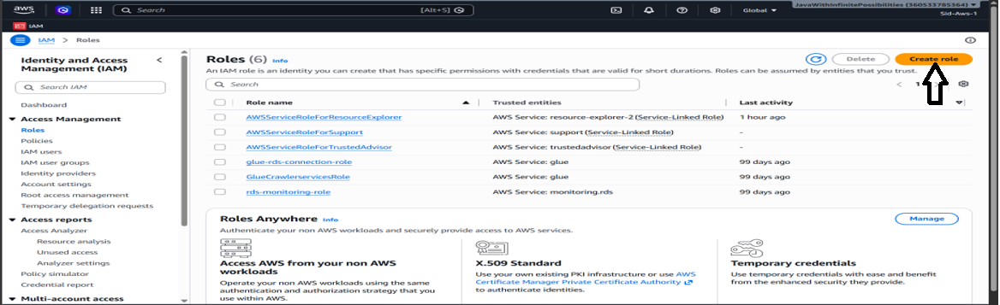 aws
Search [Alt+S]
Global
JavaWithInfinitePossibilities (360533785364)
Sid-Aws-1
IAM
IAM > Roles
Identity and Access Management (IAM)
Search IAM
Dashboard
Access Management
Roles
Policies
IAM users
IAM user groups
Identity providers
Account settings
Root access management
Temporary delegation requests
Access reports
Access Analyzer
Resource analysis
Unused access
Analyzer settings
Policy simulator
Credential report
Multi-account access
Roles (6) Info
Delete
Create role
An IAM role is an identity you can create that has specific permissions with credentials that are valid for short durations. Roles can be assumed by entities that you trust.
Search
1
Role name Trusted entities Last activity
AWSServiceRoleForResourceExplorer AWS Service: resource-explorer-2 (Service-Linked Role) 1 hour ago
AWSServiceRoleForSupport AWS Service: support (Service-Linked Role) -
AWSServiceRoleForTrustedAdvisor AWS Service: trustedadvisor (Service-Linked Role) -
glue-rds-connection-role AWS Service: glue 99 days ago
GlueCrawlerservicesRole AWS Service: glue 99 days ago
rds-monitoring-role AWS Service: monitoring.rds 99 days ago
Roles Anywhere Info
Manage
Authenticate your non AWS workloads and securely provide access to AWS services.
Access AWS from your non AWS
workloads
Operate your non AWS workloads using the same
authentication and authorization strategy that you
use within AWS.
X.509 Standard
Use your own existing PKI infrastructure or use AWS
Certificate Manager Private Certificate Authority
to authenticate identities.
Temporary credentials
Use temporary credentials with ease and benefit
from the enhanced security they provide.